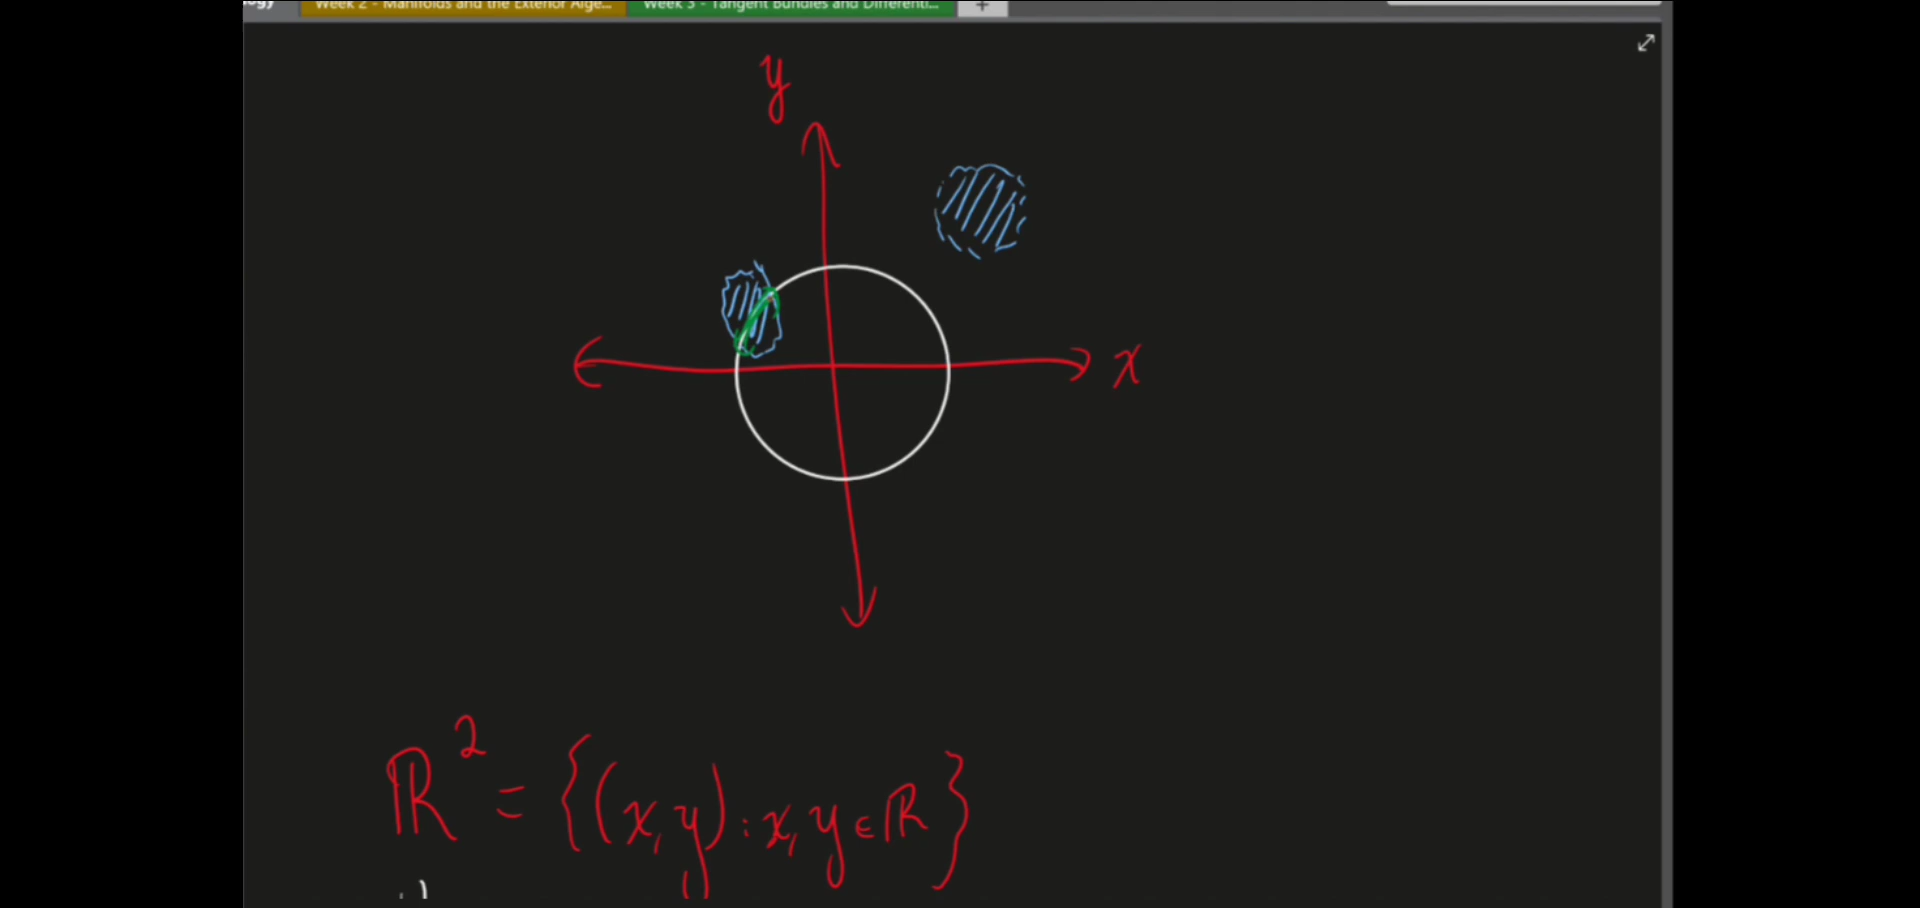 Week 2 - Manifolds and the Exterior Alge...
Week 3 - Tangent Bundles and Differenti...
+
y
x
ℝ² = {(x, y) : x, y ∈ ℝ}